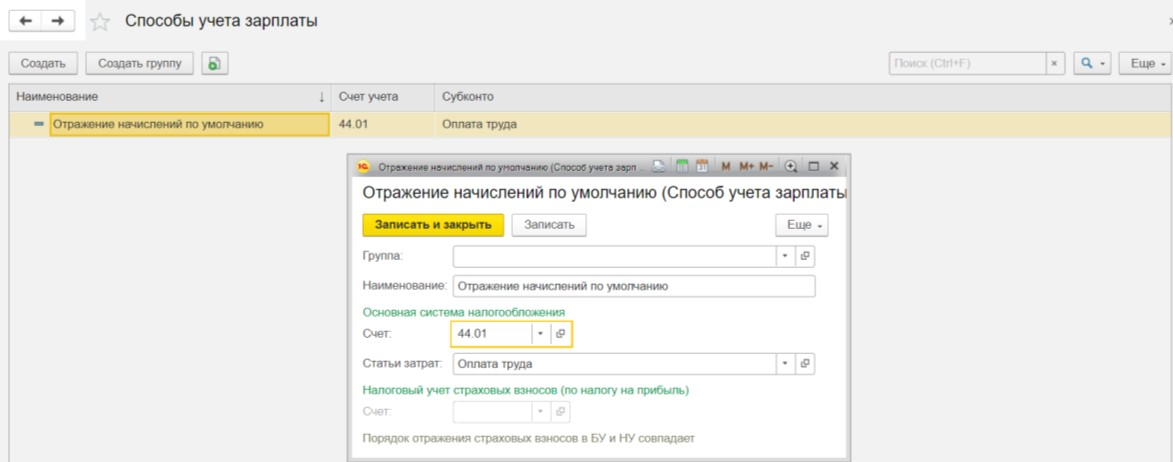 Способы учета зарплаты
Создать Создать группу Поиск (Ctrl+F) × Еще
Наименование ↓ Счет учета Субконто
Отражение начислений по умолчанию 44.01 Оплата труда
1С Отражение начислений по умолчанию (Способ учета зарп ... 31 M M+ M-
Отражение начислений по умолчанию (Способ учета зарплаты
Записать и закрыть Записать Еще
Группа:
Наименование: Отражение начислений по умолчанию
Основная система налогообложения
Счет: 44.01
Статьи затрат: Оплата труда
Налоговый учет страховых взносов (по налогу на прибыль)
Счет:
Порядок отражения страховых взносов в БУ и НУ совпадает